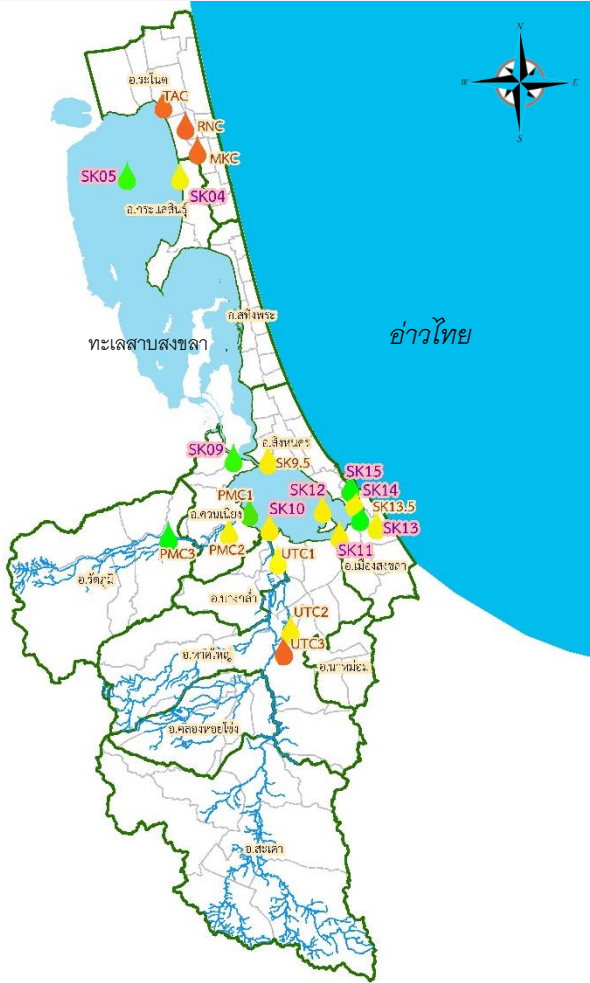 N
W
E
S
อ.ระโนด
TAC
RNC
MKC
SK05
SK04
อ.กระแสสินธุ์
อ.สทิงพระ
ทะเลสาบสงขลา
อ่าวไทย
อ.สิงหนคร
SK09
SK9.5
SK15
SK14
SK13.5
SK13
SK12
PMC1
SK10
อ.ควนเนียง
PMC3
PMC2
SK11
UTC1
อ.เมืองสงขลา
อ.รัตภูมิ
อ.บางกล่ำ
UTC2
UTC3
อ.หาดใหญ่
อ.นาหม่อม
อ.คลองหอยโข่ง
อ.สะเดา